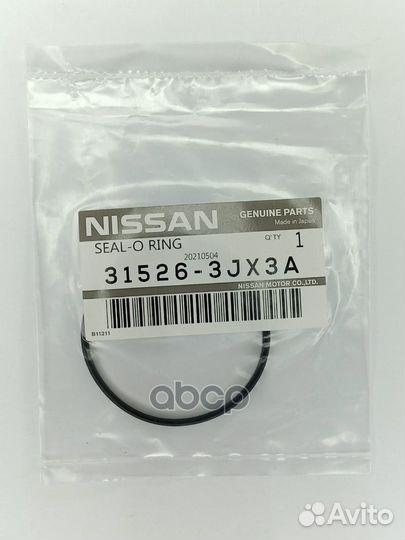 NISSAN
GENUINE PARTS
Made in Japan
SEAL-O RING
Q'TY 1
20210504
31526-3JX3A
NISSAN MOTOR CO.,LTD.
B11211
abcp
Avito